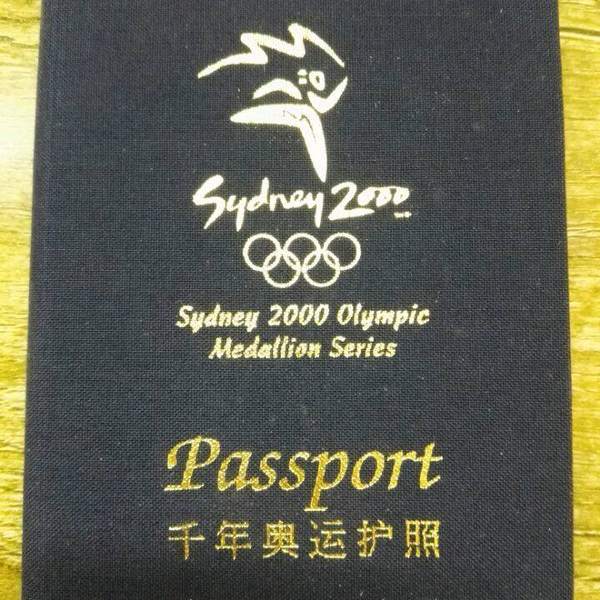 Sydney 2000
Sydney 2000 Olympic
Medallion Series
Passport
千年奥运护照